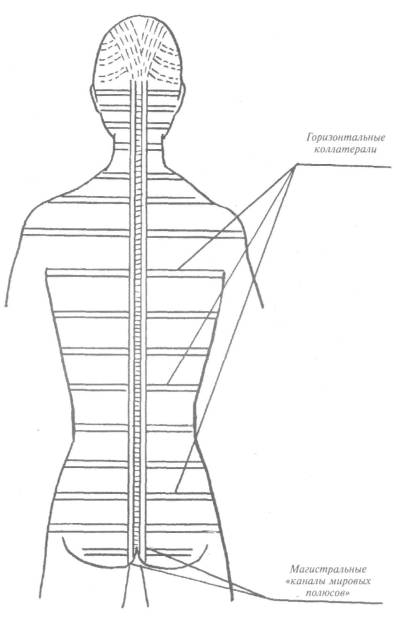 Горизонтальные
коллатерали
Магистральные
«каналы мировых
полюсов»